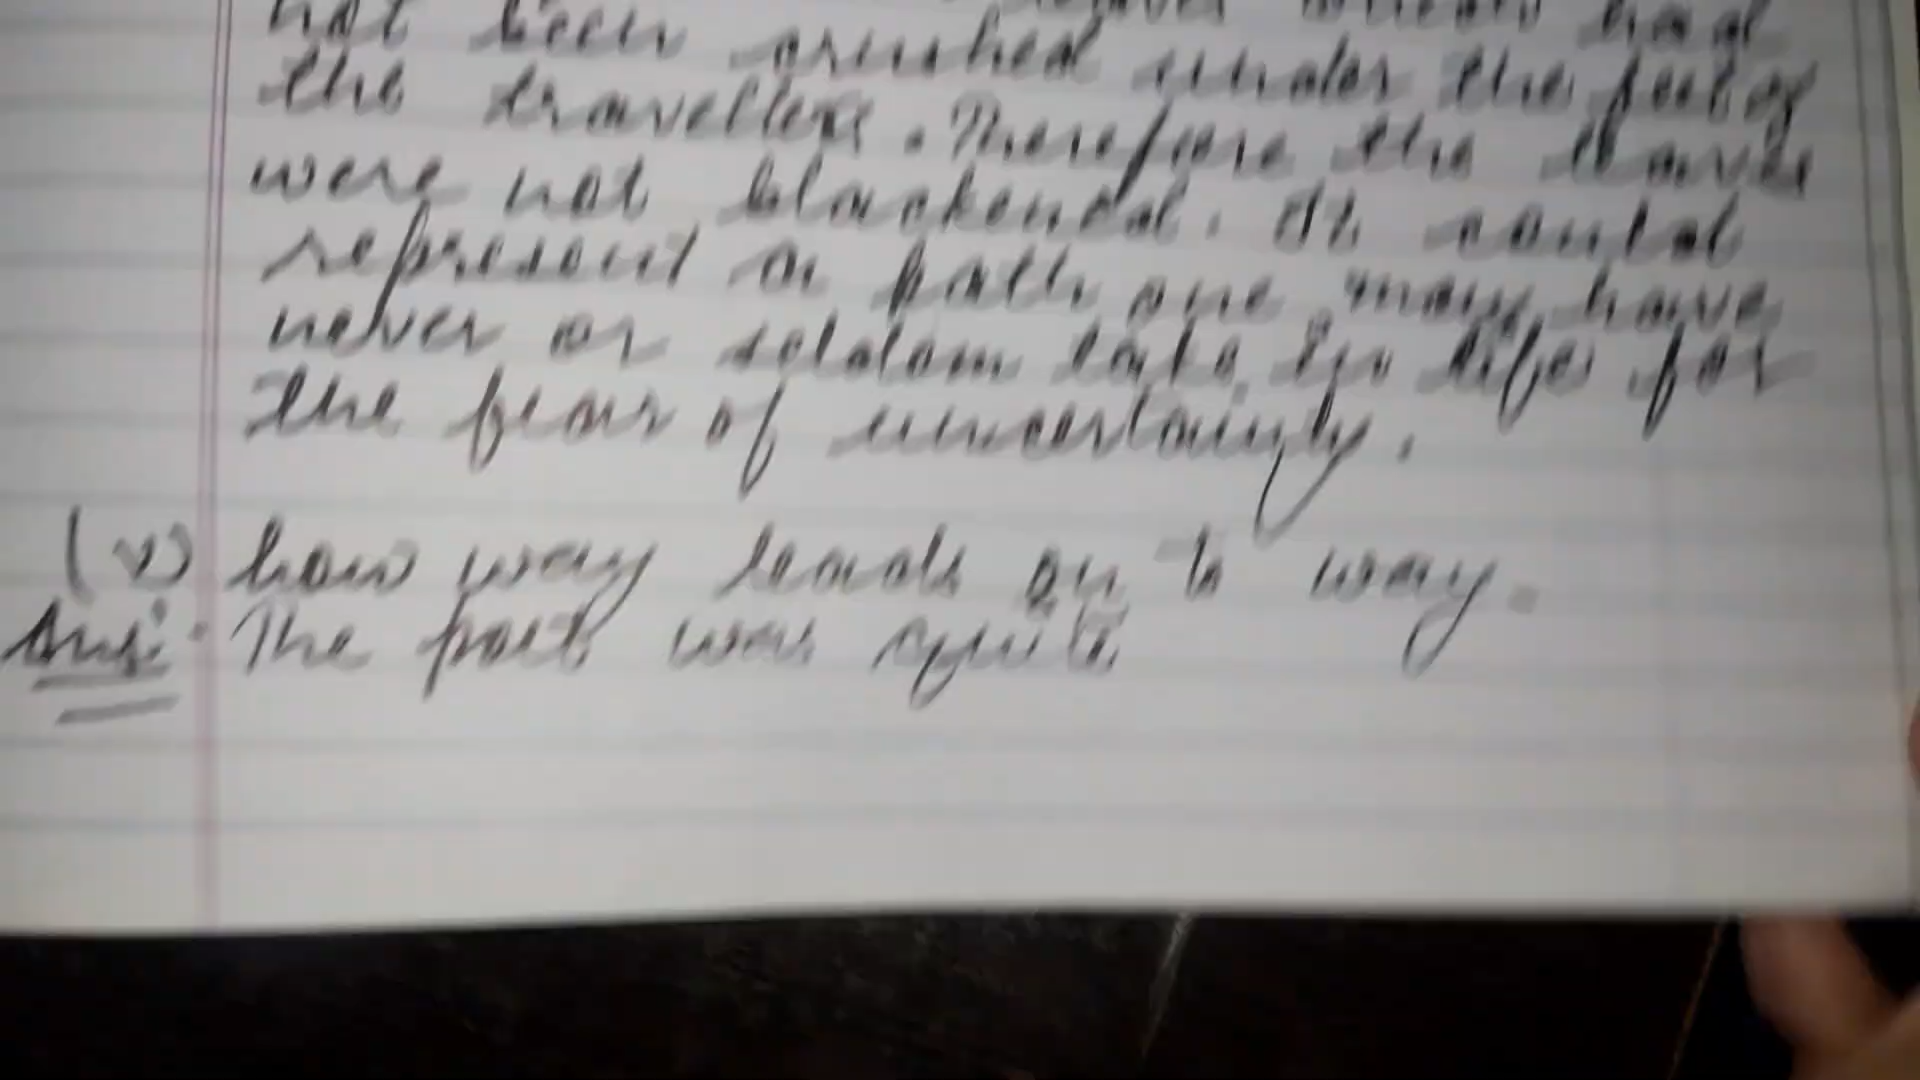 not been crushed under the feet of
the travellers. Therefore the leaves
were not blackened. It could
represent a path one may have
never or seldom take in life for
the fear of uncertainty.
(v) how way leads on to way.
Ans:- The poet was quite